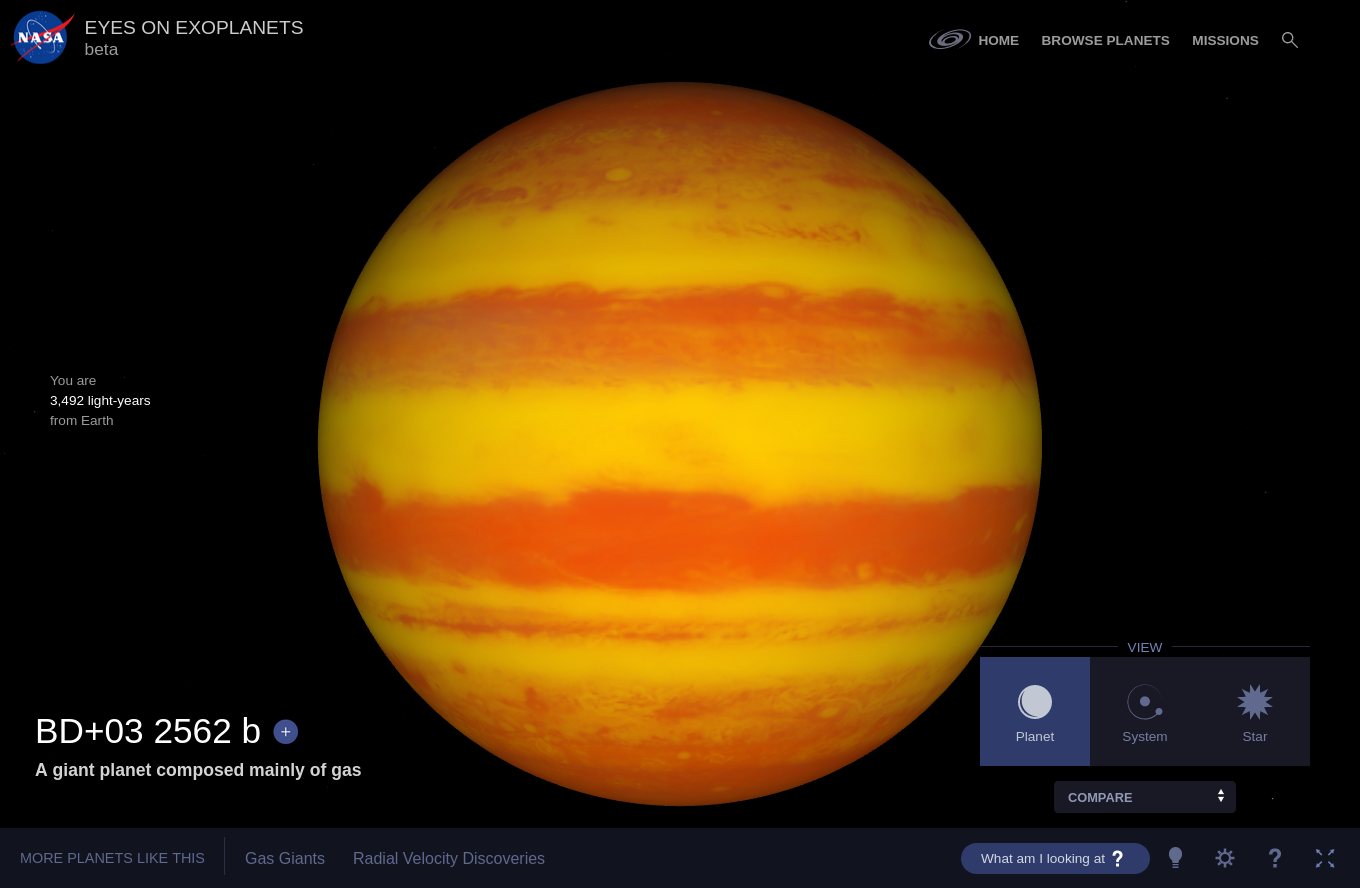 NASA
EYES ON EXOPLANETS
beta
HOME BROWSE PLANETS MISSIONS
You are
3,492 light-years
from Earth
VIEW
Planet System Star
BD+03 2562 b +
A giant planet composed mainly of gas
COMPARE
MORE PLANETS LIKE THIS Gas Giants Radial Velocity Discoveries What am I looking at ? ?